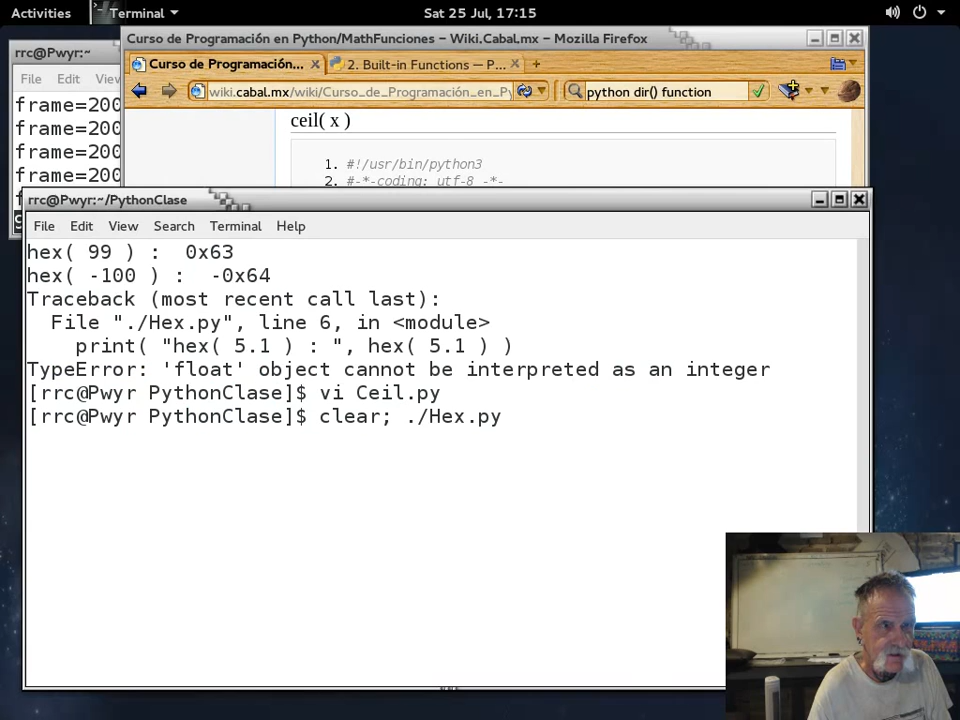 Activities
Terminal
Sat 25 Jul, 17:15
rrc@Pwyr:~
File Edit View
frame=200
frame=200
frame=200
frame=200
Curso de Programación en Python/MathFunciones – Wiki.Cabal.mx – Mozilla Firefox
Curso de Programación...
2. Built-in Functions — P...
wiki.cabal.mx/wiki/Curso_de_Programación_en_Py
python dir() function
ceil( x )
1. #!/usr/bin/python3
2. #-*-coding: utf-8 -*-
rrc@Pwyr:~/PythonClase
File Edit View Search Terminal Help
hex( 99 ) :  0x63
hex( -100 ) :  -0x64
Traceback (most recent call last):
  File "./Hex.py", line 6, in <module>
    print( "hex( 5.1 ) : ", hex( 5.1 ) )
TypeError: 'float' object cannot be interpreted as an integer
[rrc@Pwyr PythonClase]$ vi Ceil.py
[rrc@Pwyr PythonClase]$ clear; ./Hex.py